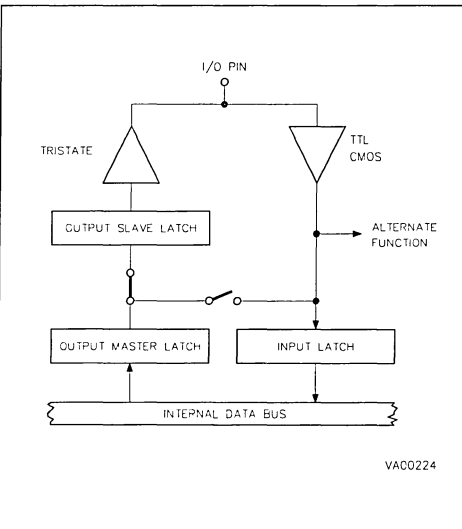 I/O PIN
TRISTATE
TTL
CMOS
OUTPUT SLAVE LATCH
ALTERNATE
FUNCTION
OUTPUT MASTER LATCH
INPUT LATCH
INTERNAL DATA BUS
VA00224